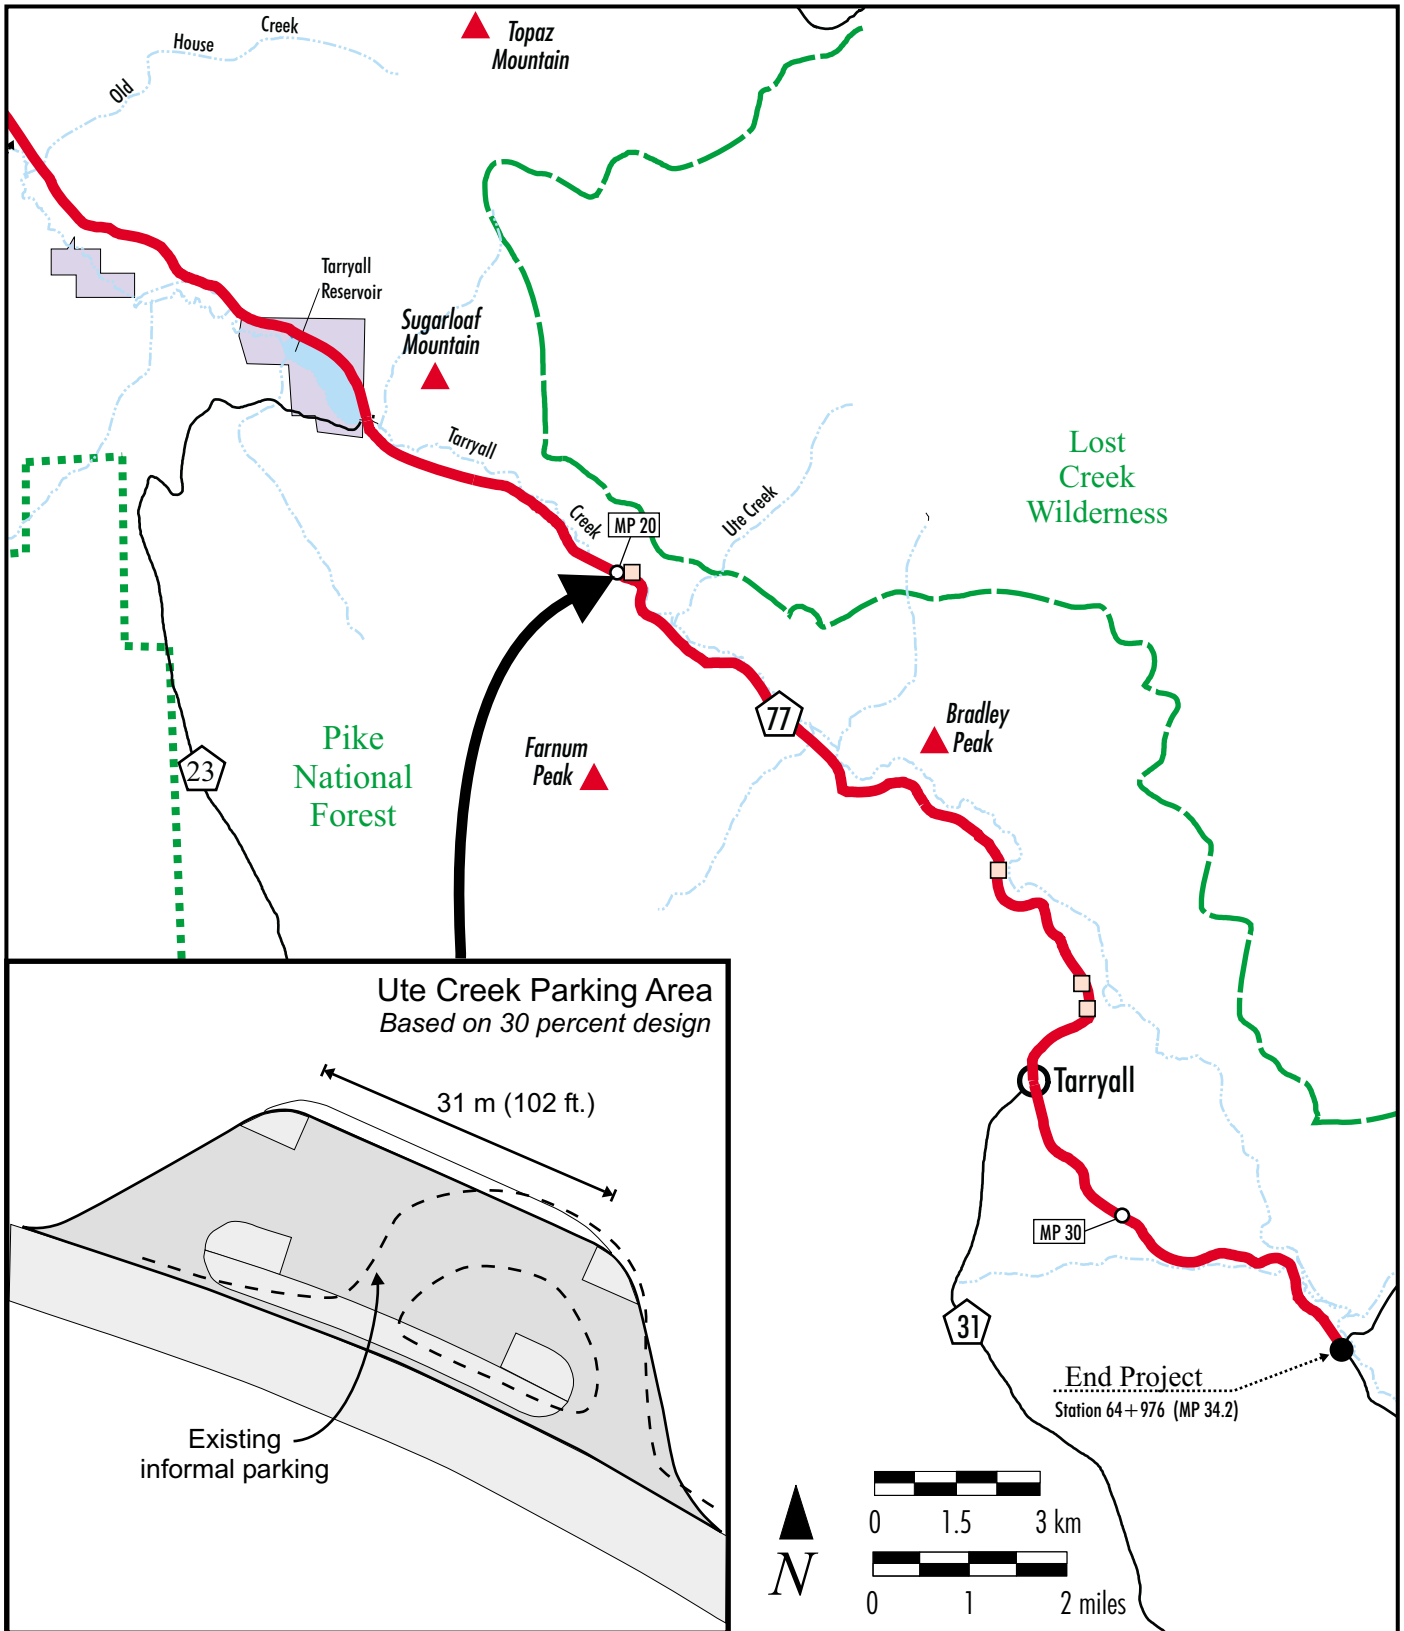 Topaz
Mountain
Old House Creek
Tarryall
Reservoir
Sugarloaf
Mountain
Tarryall Creek
MP 20
Ute Creek
Lost
Creek
Wilderness
77
Bradley
Peak
Farnum
Peak
Pike
National
Forest
23
Tarryall
MP 30
31
End Project
Station 64+976 (MP 34.2)
Ute Creek Parking Area
Based on 30 percent design
31 m (102 ft.)
Existing
informal parking
N
0 1.5 3 km
0 1 2 miles